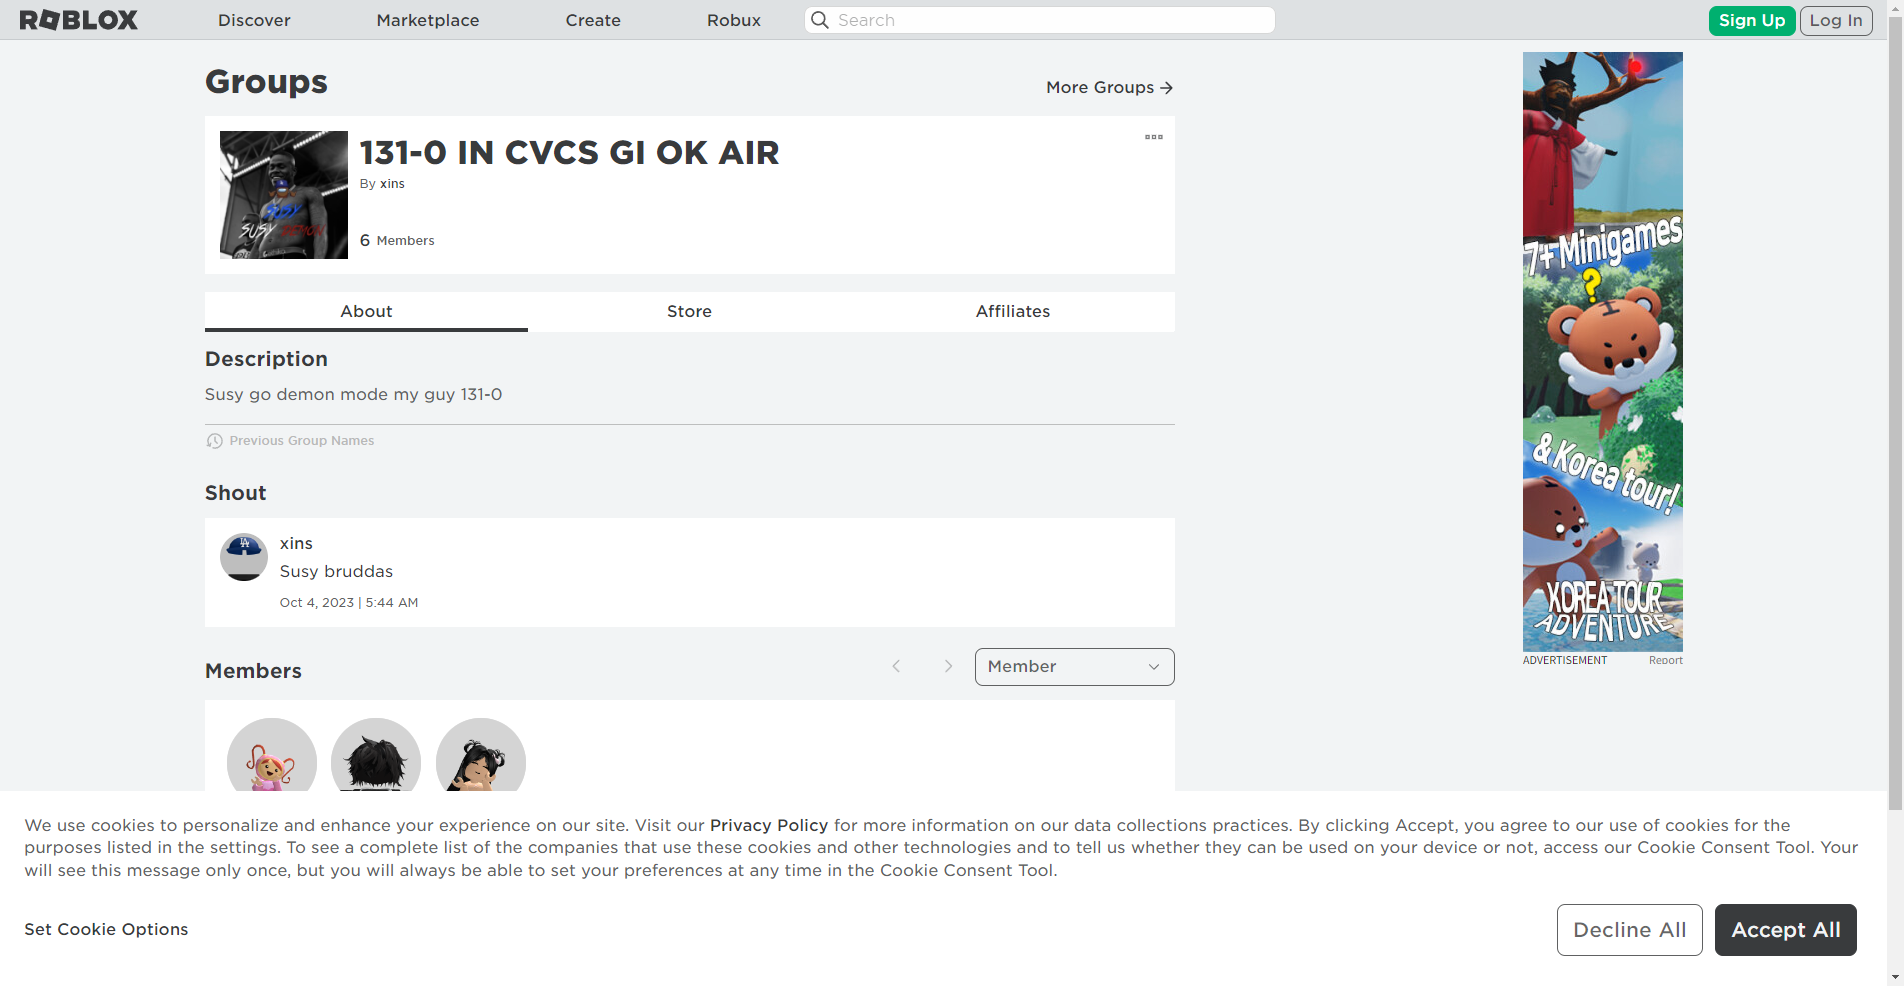 ROBLOX Discover Marketplace Create Robux Search Sign Up Log In
Groups
More Groups
131-0 IN CVCS GI OK AIR
By xins
6 Members
SUSY
SUSY DEMON
About Store Affiliates
Description
Susy go demon mode my guy 131-0
Previous Group Names
Shout
xins
Susy bruddas
Oct 4, 2023 | 5:44 AM
Members
Member
7+ Minigames
?
& Korea tour!
KOREA TOUR
ADVENTURE
ADVERTISEMENT Report
We use cookies to personalize and enhance your experience on our site. Visit our Privacy Policy for more information on our data collections practices. By clicking Accept, you agree to our use of cookies for the
purposes listed in the settings. To see a complete list of the companies that use these cookies and other technologies and to tell us whether they can be used on your device or not, access our Cookie Consent Tool. Your
will see this message only once, but you will always be able to set your preferences at any time in the Cookie Consent Tool.
Set Cookie Options
Decline All Accept All